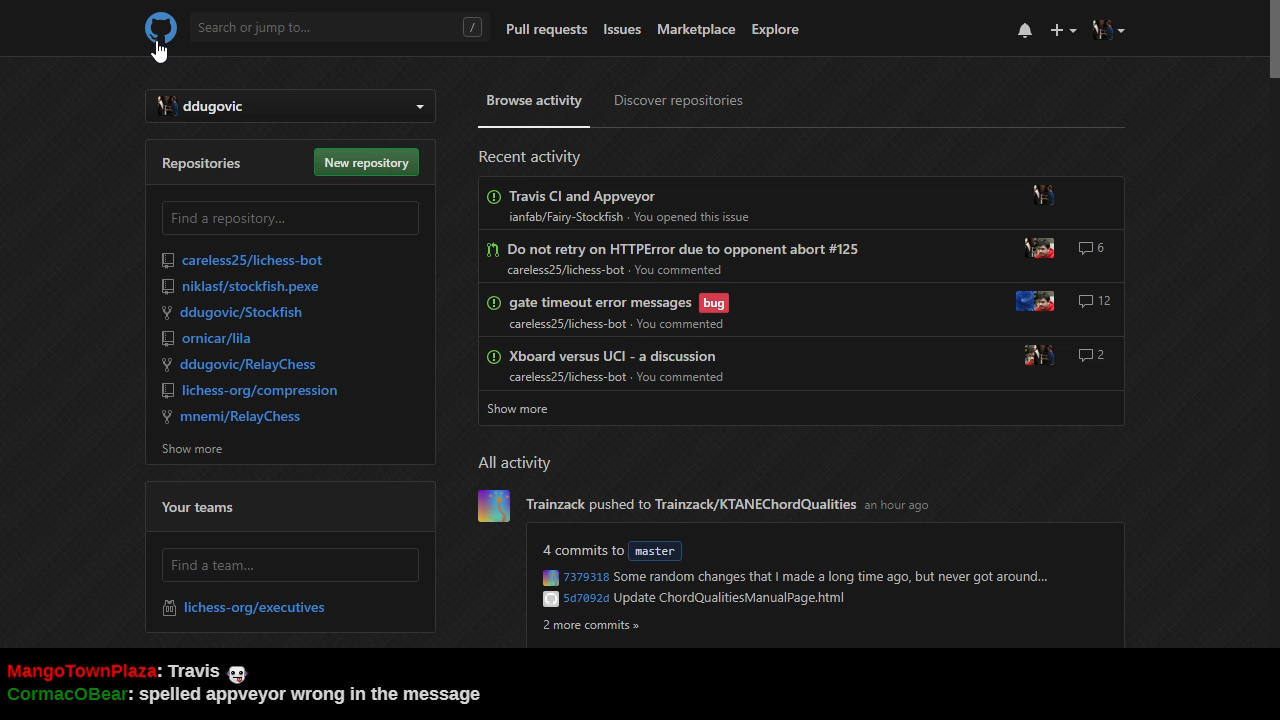 Search or jump to...
/
Pull requests
Issues
Marketplace
Explore
ddugovic
Repositories
New repository
Find a repository...
careless25/lichess-bot
niklasf/stockfish.pexe
ddugovic/Stockfish
ornicar/lila
ddugovic/RelayChess
lichess-org/compression
mnemi/RelayChess
Show more
Your teams
Find a team...
lichess-org/executives
Browse activity
Discover repositories
Recent activity
Travis CI and Appveyor
ianfab/Fairy-Stockfish · You opened this issue
Do not retry on HTTPError due to opponent abort #125
6
careless25/lichess-bot · You commented
gate timeout error messages bug
12
careless25/lichess-bot · You commented
Xboard versus UCI - a discussion
2
careless25/lichess-bot · You commented
Show more
All activity
Trainzack pushed to Trainzack/KTANEChordQualities an hour ago
4 commits to master
7379318 Some random changes that I made a long time ago, but never got around...
5d7092d Update ChordQualitiesManualPage.html
2 more commits »
MangoTownPlaza: Travis
CormacOBear: spelled appveyor wrong in the message